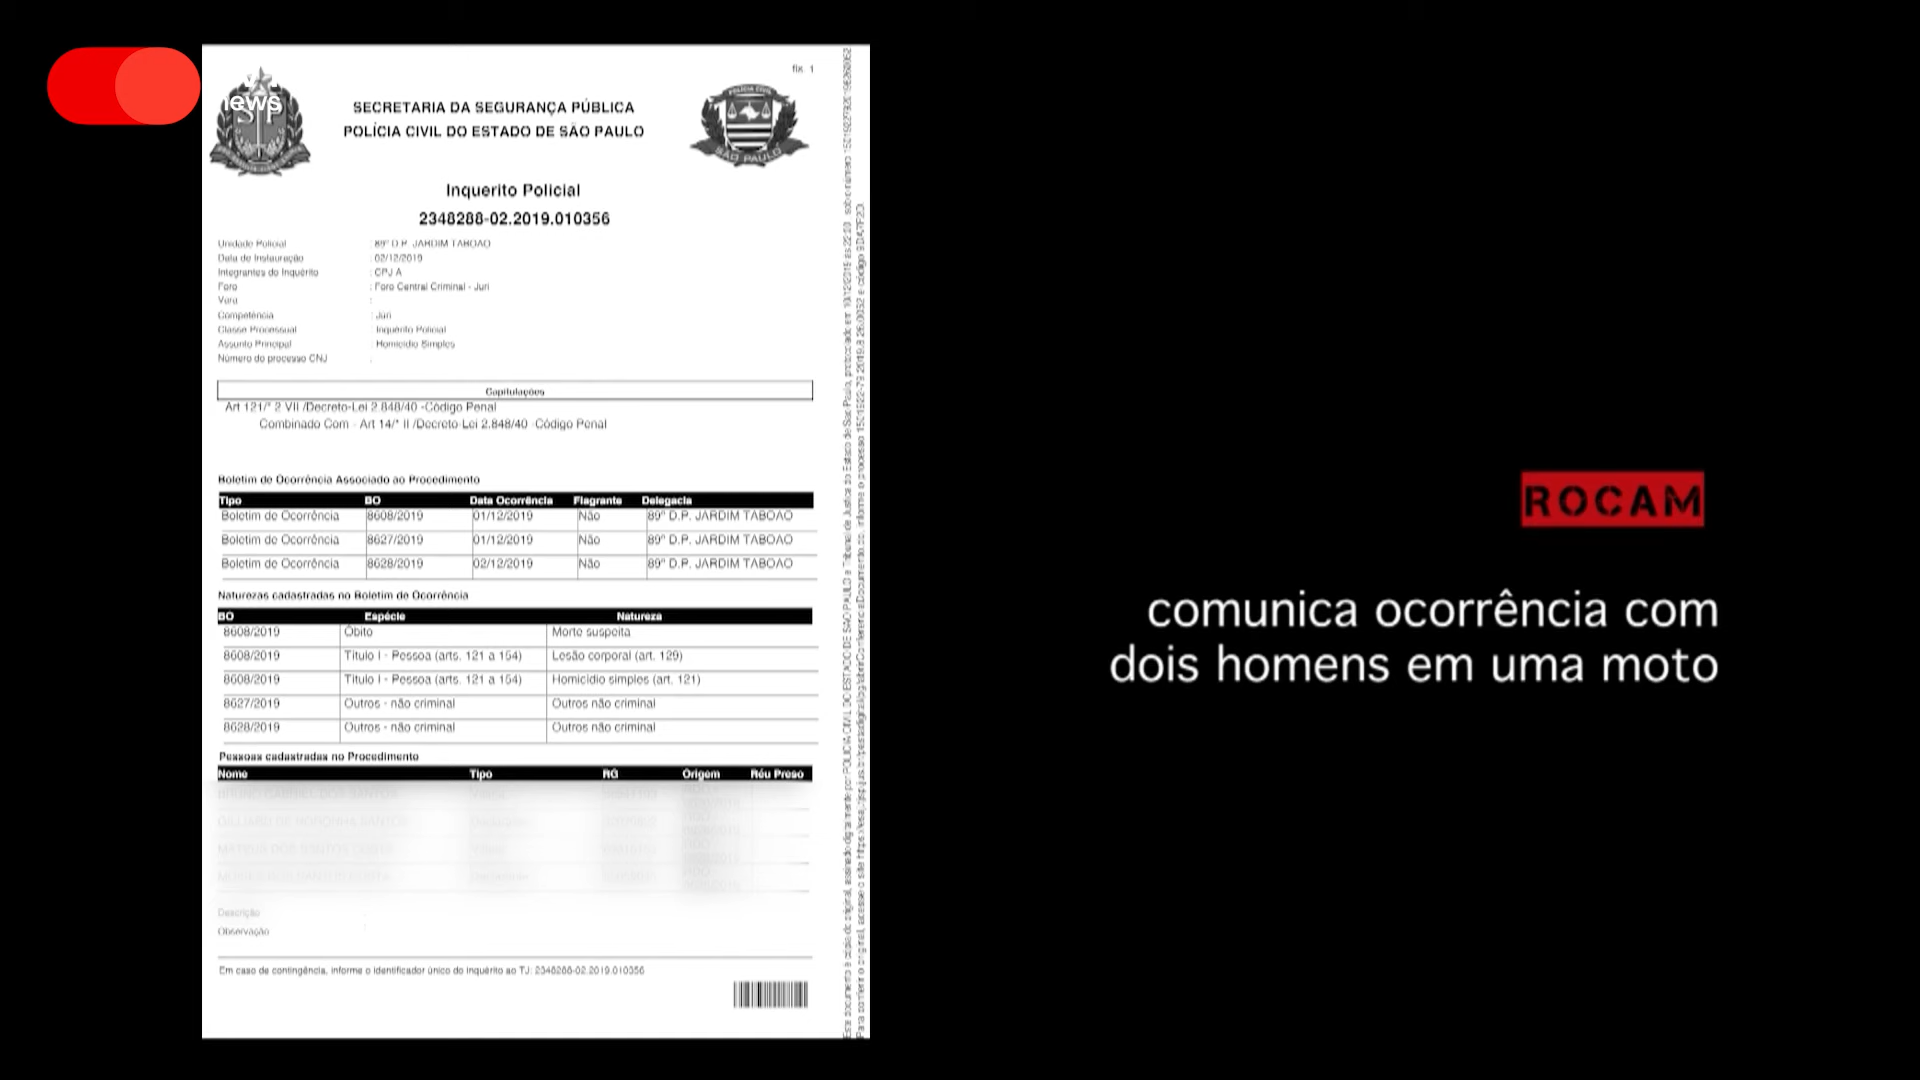 news
SP
fls. 1
SECRETARIA DA SEGURANÇA PÚBLICA
POLÍCIA CIVIL DO ESTADO DE SÃO PAULO
SÃO PAULO
Inquerito Policial
2348288-02.2019.010356
Unidade Policial : 89º D.P. JARDIM TABOAO
Data de Instauração : 02/12/2019
Integrantes do Inquérito : CPJ A
Foro : Foro Central Criminal - Juri
Vara :
Competência : Juri
Classe Processual : Inquérito Policial
Assunto Principal : Homicídio Simples
Número do processo CNJ :
Capitulações
Art 121/° 2 VII /Decreto-Lei 2.848/40 -Código Penal
Combinado Com - Art 14/° II /Decreto-Lei 2.848/40 -Código Penal
Boletim de Ocorrência Associado ao Procedimento
Tipo BO Data Ocorrência Flagrante Delegacia
Boletim de Ocorrência 8608/2019 01/12/2019 Não 89º D.P. JARDIM TABOAO
Boletim de Ocorrência 8627/2019 01/12/2019 Não 89º D.P. JARDIM TABOAO
Boletim de Ocorrência 8628/2019 02/12/2019 Não 89º D.P. JARDIM TABOAO
Naturezas cadastradas no Boletim de Ocorrência
BO Espécie Natureza
8608/2019 Óbito Morte suspeita
8608/2019 Título I - Pessoa (arts. 121 a 154) Lesão corporal (art. 129)
8608/2019 Título I - Pessoa (arts. 121 a 154) Homicídio simples (art. 121)
8627/2019 Outros - não criminal Outros não criminal
8628/2019 Outros - não criminal Outros não criminal
Pessoas cadastradas no Procedimento
Nome Tipo RG Origem Réu Preso
Descrição :
Observação :
Em caso de contingência, informe o identificador único do inquérito ao TJ: 2348288-02.2019.010356
ROCAM
comunica ocorrência com
dois homens em uma moto